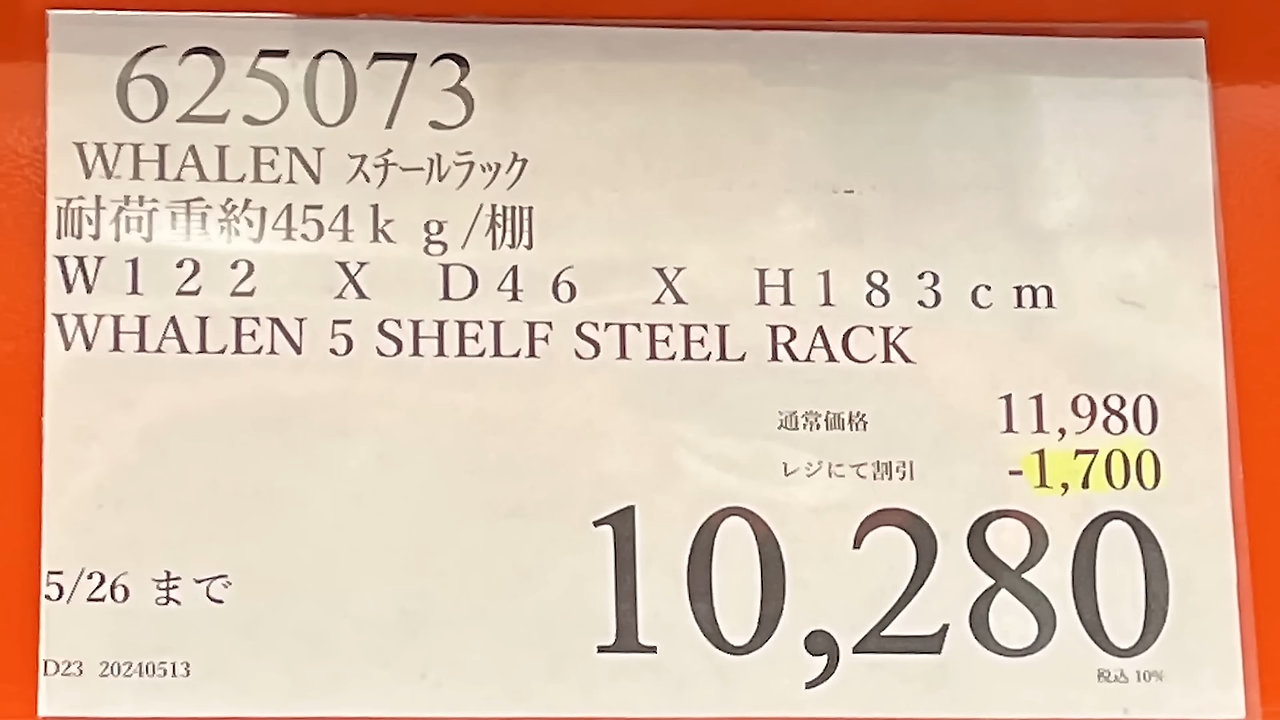 625073
WHALEN スチールラック
耐荷重約454ｋｇ/棚
Ｗ１２２　Ｘ　Ｄ４６　Ｘ　Ｈ１８３ｃｍ
WHALEN 5 SHELF STEEL RACK
通常価格 11,980
レジにて割引 -1,700
10,280
5/26 まで
税込 10%
D23 20240513